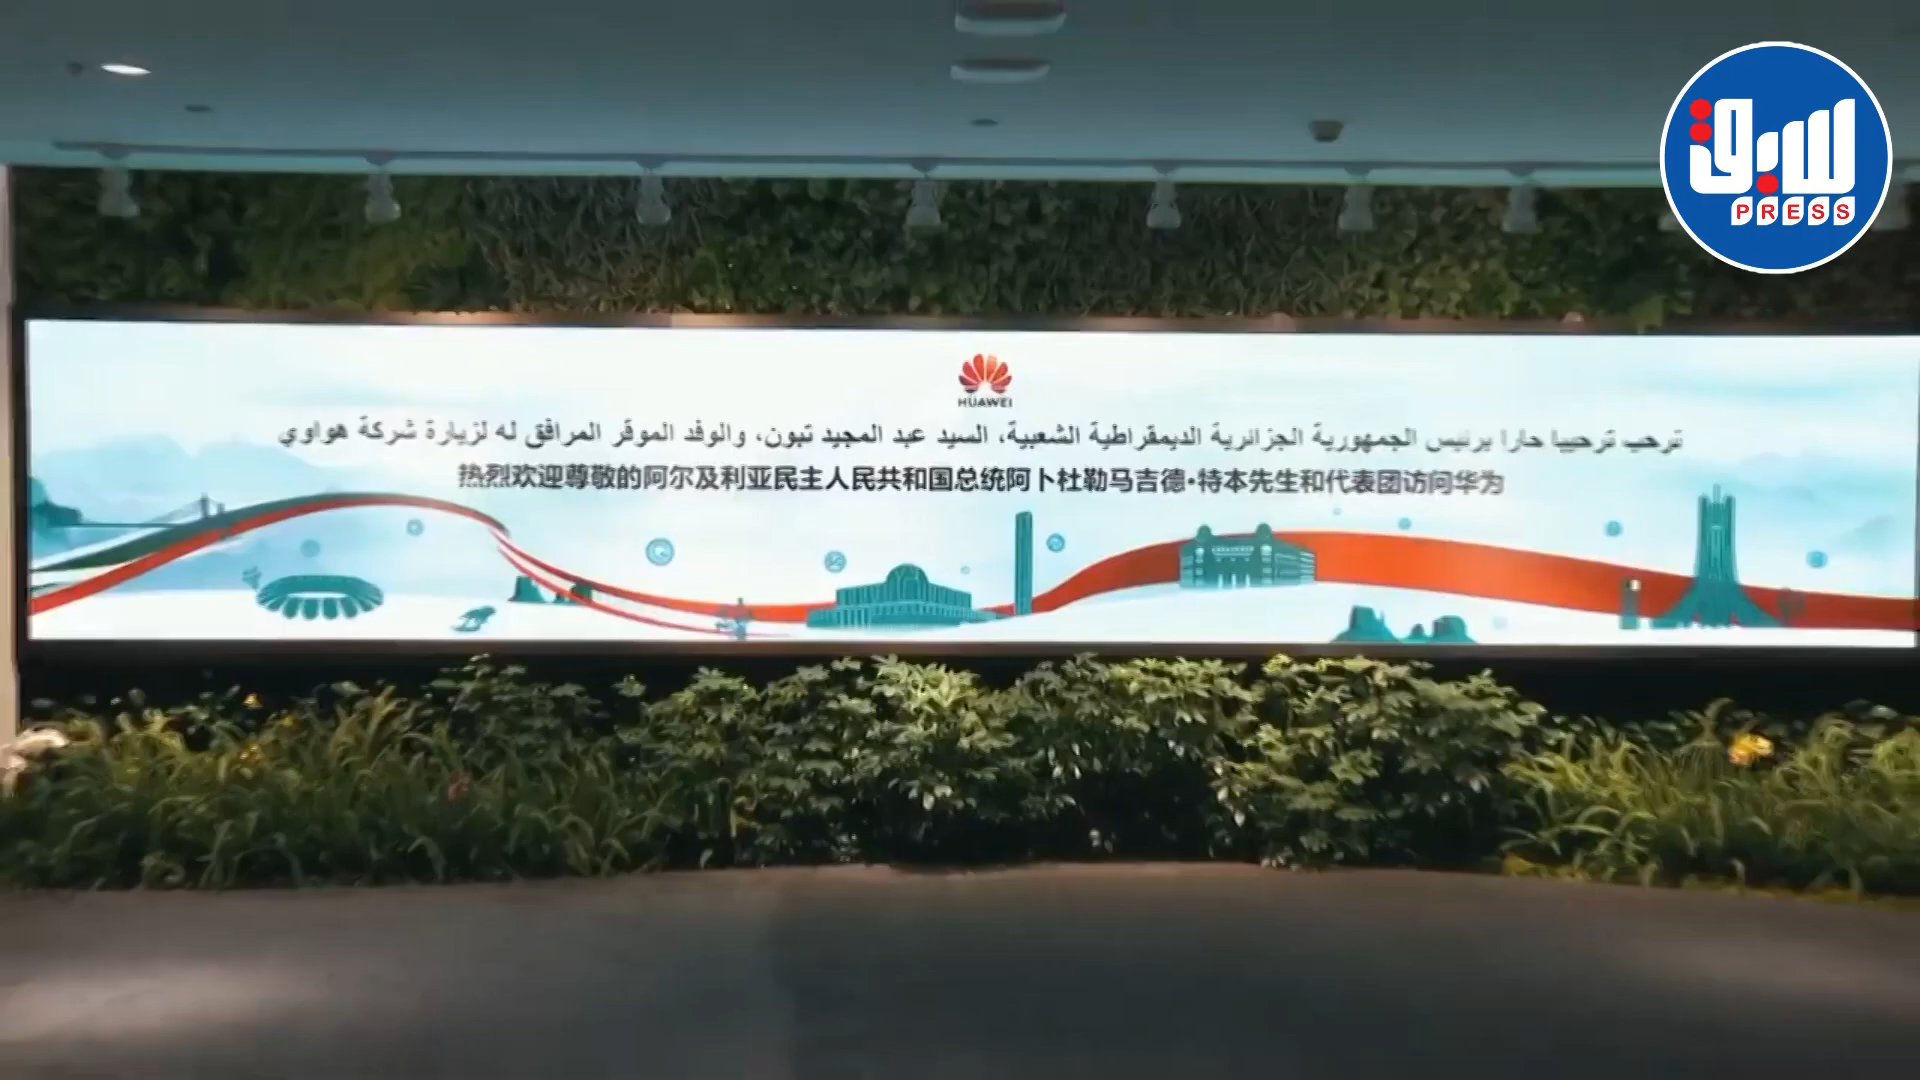 سبق
PRESS
HUAWEI
ترحب ترحيبا حارا برئيس الجمهورية الجزائرية الديمقراطية الشعبية، السيد عبد المجيد تبون، والوفد الموقر المرافق له لزيارة شركة هواوي
热烈欢迎尊敬的阿尔及利亚民主人民共和国总统阿卜杜勒马吉德·特本先生和代表团访问华为